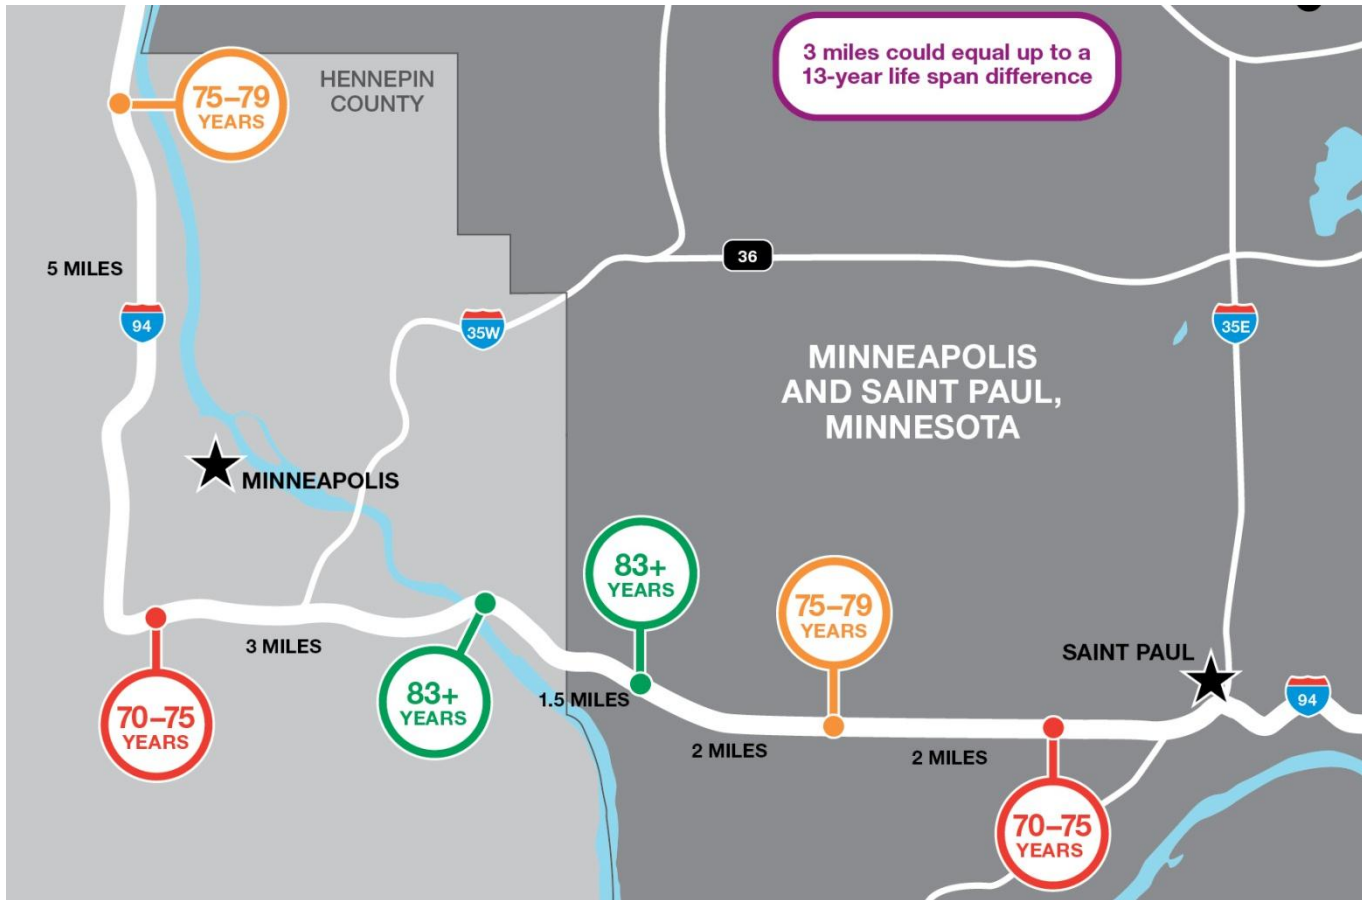 3 miles could equal up to a
13-year life span difference
HENNEPIN
COUNTY
75–79
YEARS
5 MILES
36
94
35W
35E
MINNEAPOLIS
AND SAINT PAUL,
MINNESOTA
MINNEAPOLIS
83+
YEARS
75–79
YEARS
3 MILES
SAINT PAUL
70–75
YEARS
83+
YEARS
1.5 MILES
94
2 MILES
2 MILES
70–75
YEARS